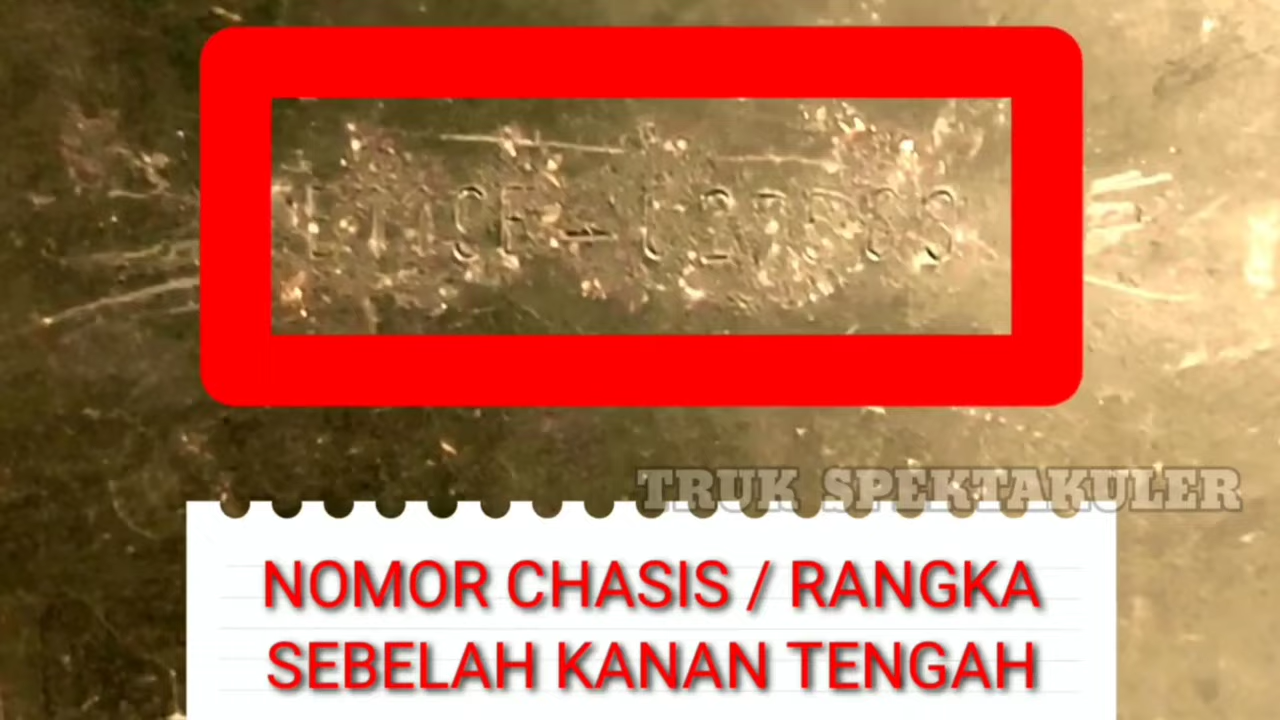 TRUK SPEKTAKULER
NOMOR CHASIS / RANGKA
SEBELAH KANAN TENGAH